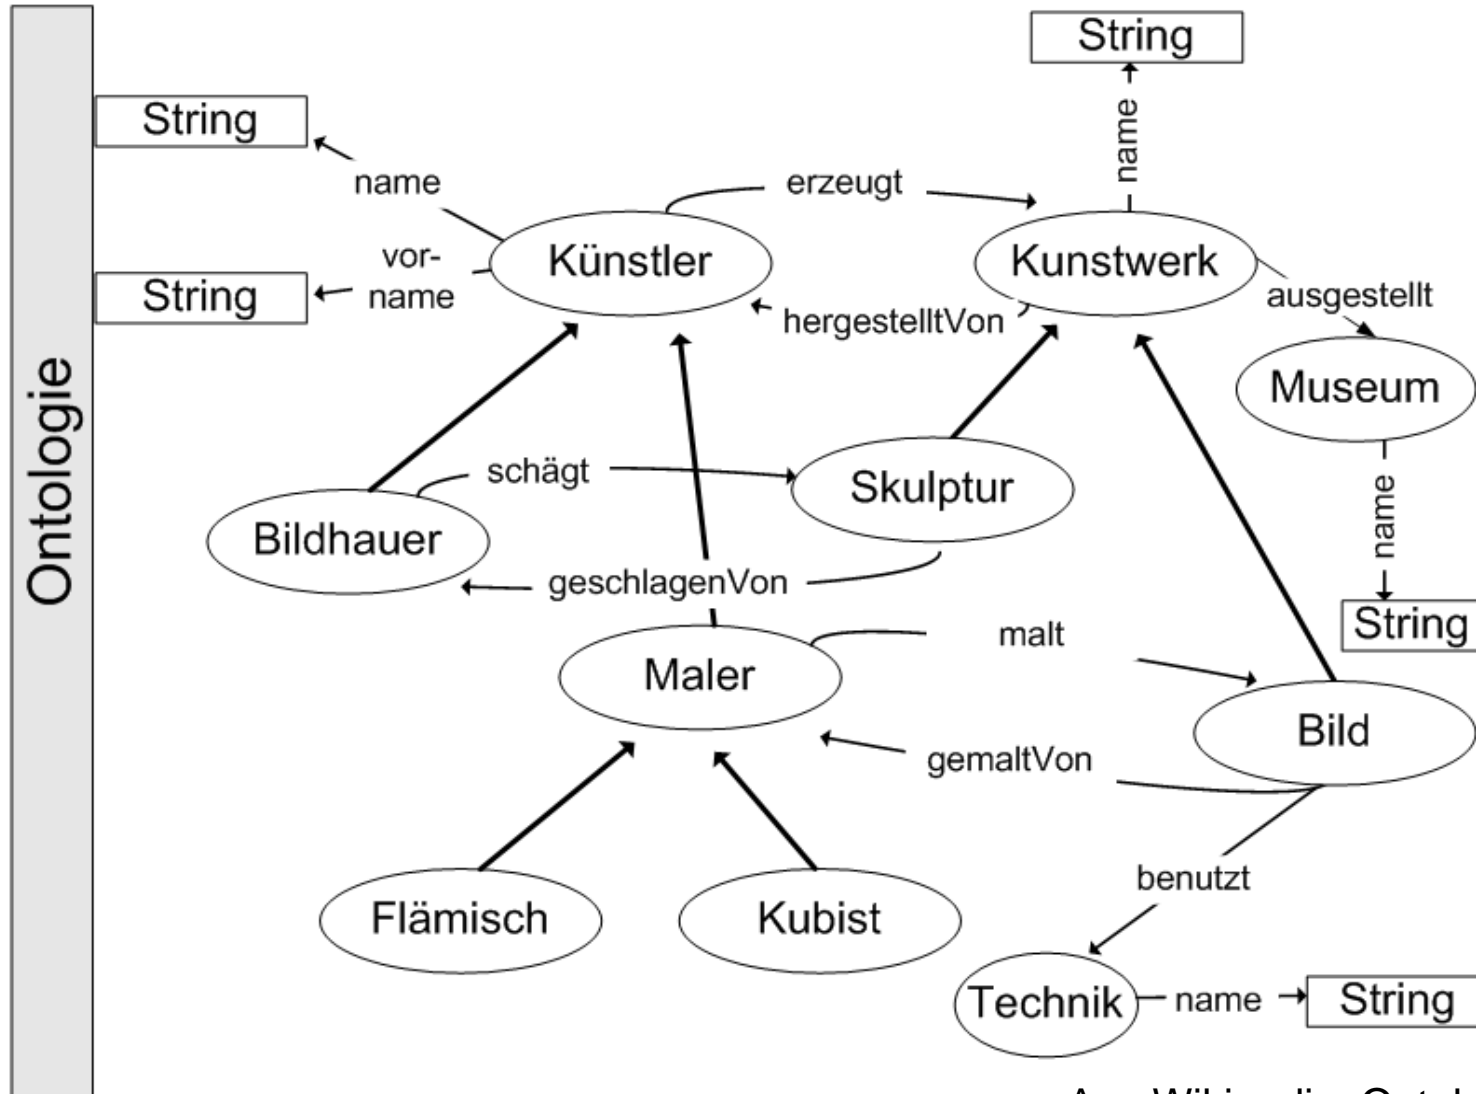 Ontologie
String
String
name
erzeugt
name
Künstler
Kunstwerk
vor-
name
String
ausgestellt
hergestelltVon
Museum
schägt
Skulptur
name
Bildhauer
geschlagenVon
String
malt
Maler
Bild
gemaltVon
benutzt
Flämisch
Kubist
Technik
name
String